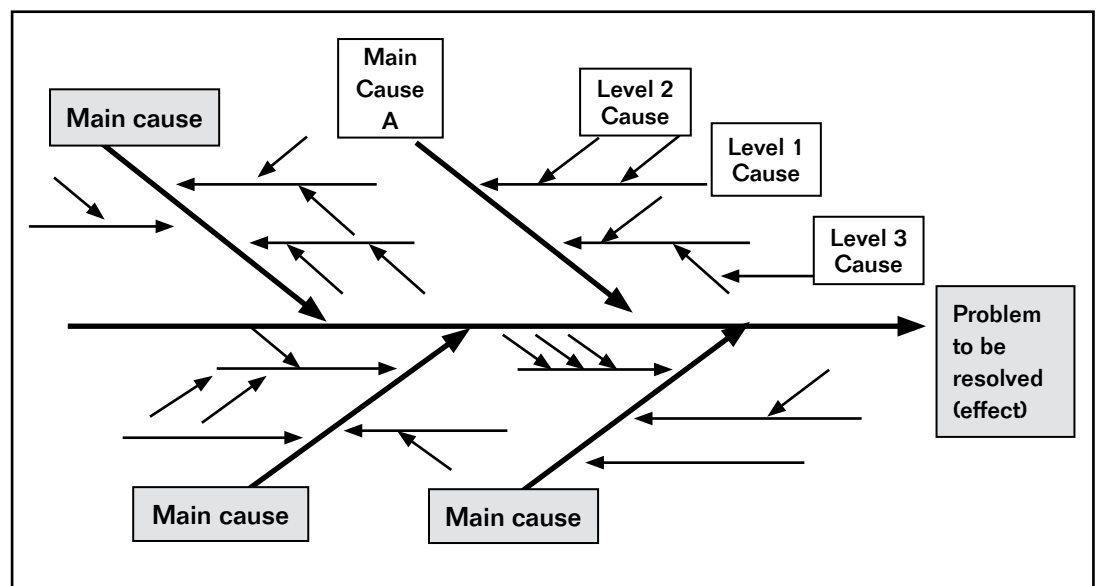 Main cause
Main
Cause
A
Level 2
Cause
Level 1
Cause
Level 3
Cause
Problem
to be
resolved
(effect)
Main cause
Main cause